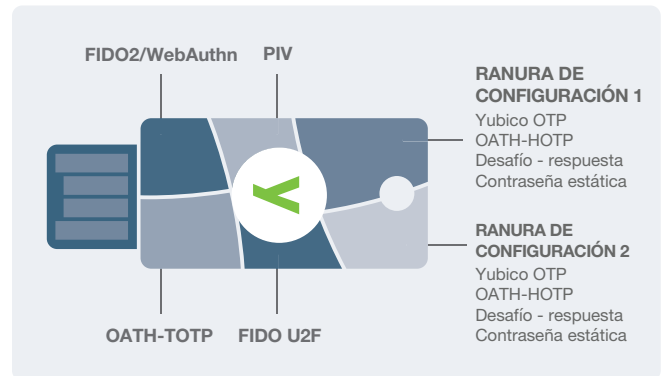 FIDO2/WebAuthn
PIV
RANURA DE
CONFIGURACIÓN 1
Yubico OTP
OATH-HOTP
Desafío - respuesta
Contraseña estática
RANURA DE
CONFIGURACIÓN 2
Yubico OTP
OATH-HOTP
Desafío - respuesta
Contraseña estática
OATH-TOTP
FIDO U2F